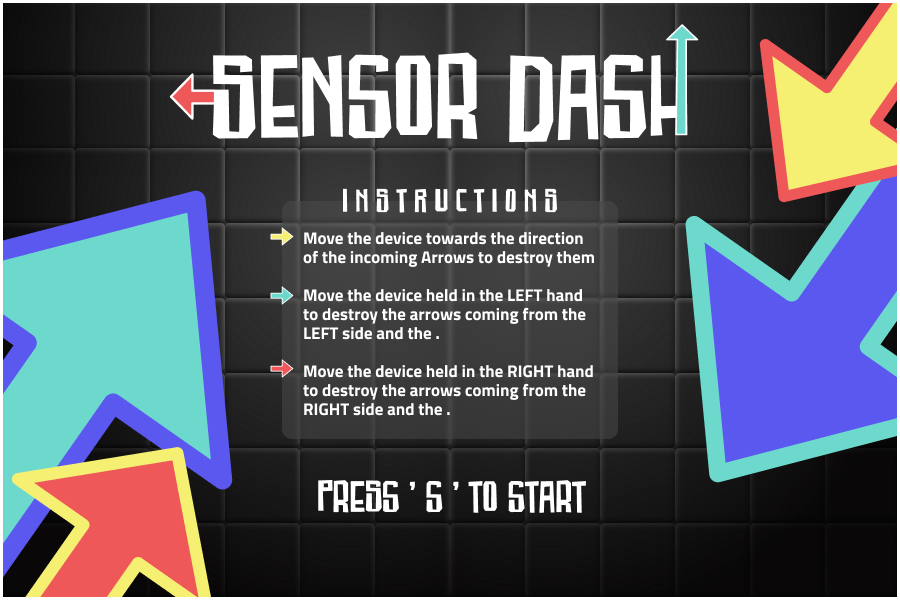 SENSOR DASH
INSTRUCTIONS
Move the device towards the direction
of the incoming Arrows to destroy them
Move the device held in the LEFT hand
to destroy the arrows coming from the
LEFT side and the .
Move the device held in the RIGHT hand
to destroy the arrows coming from the
RIGHT side and the .
PRESS ' S ' TO START